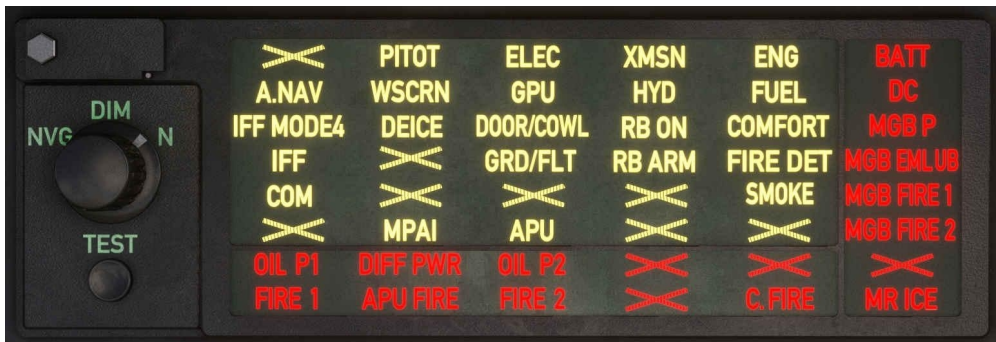 DIM
NVG N
TEST
PITOT ELEC XMSN ENG BATT
A.NAV WSCRN GPU HYD FUEL DC
IFF MODE4 DEICE DOOR/COWL RB ON COMFORT MGB P
IFF GRD/FLT RB ARM FIRE DET MGB EMLUB
COM SMOKE MGB FIRE 1
MPAI APU MGB FIRE 2
OIL P1 DIFF PWR OIL P2
FIRE 1 APU FIRE FIRE 2 C.FIRE MR ICE